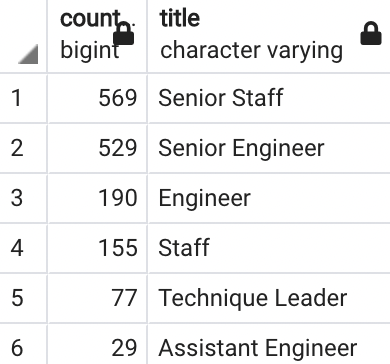 count.. title
bigint character varying
1 569 Senior Staff
2 529 Senior Engineer
3 190 Engineer
4 155 Staff
5 77 Technique Leader
6 29 Assistant Engineer